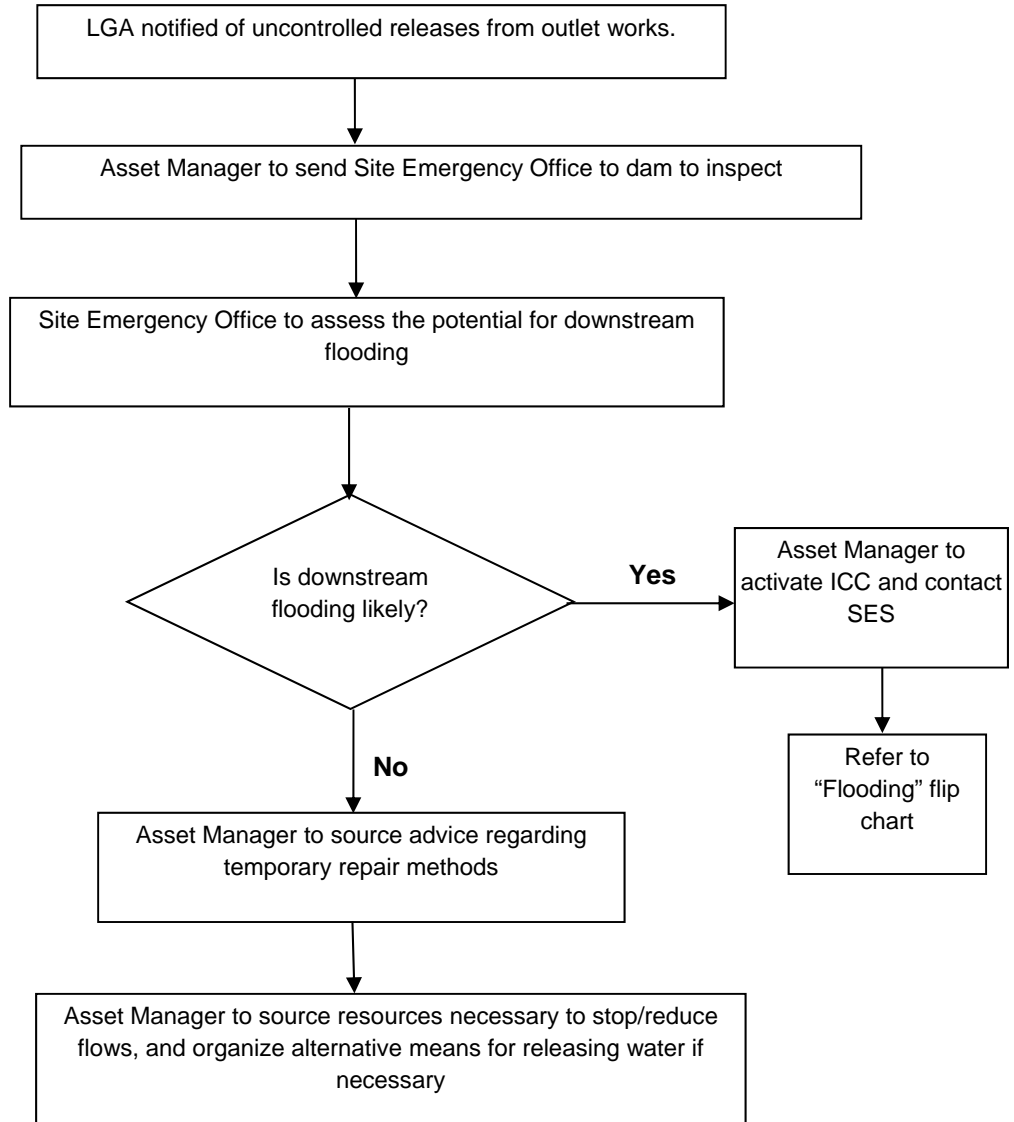 LGA notified of uncontrolled releases from outlet works.
Asset Manager to send Site Emergency Office to dam to inspect
Site Emergency Office to assess the potential for downstream
flooding
Is downstream
flooding likely?
Yes
Asset Manager to
activate ICC and contact
SES
Refer to
“Flooding” flip
chart
No
Asset Manager to source advice regarding
temporary repair methods
Asset Manager to source resources necessary to stop/reduce
flows, and organize alternative means for releasing water if
necessary